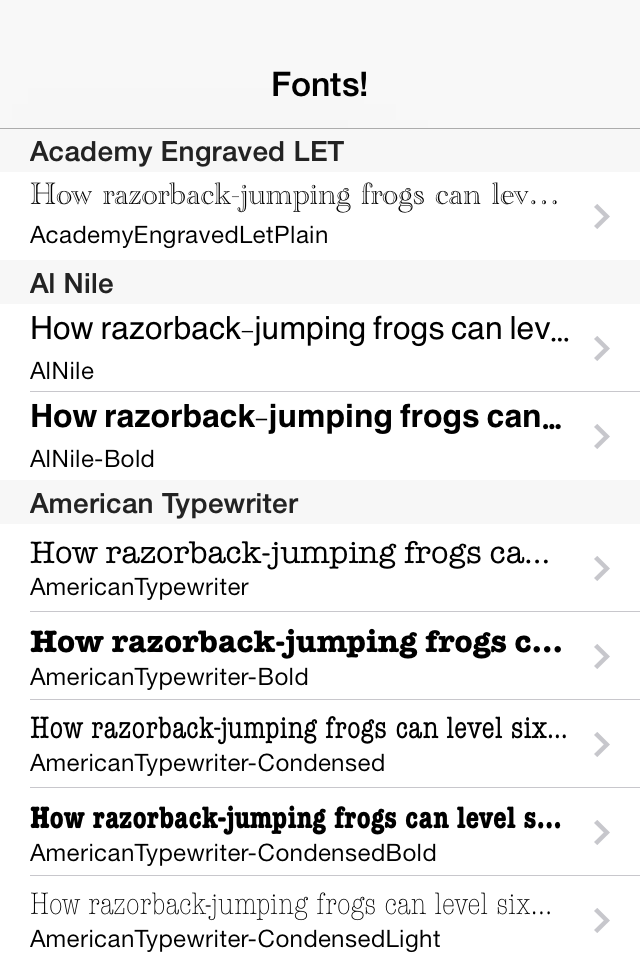 Fonts!
Academy Engraved LET
How razorback-jumping frogs can lev...
AcademyEngravedLetPlain
Al Nile
How razorback-jumping frogs can lev...
AlNile
How razorback-jumping frogs can...
AlNile-Bold
American Typewriter
How razorback-jumping frogs ca...
AmericanTypewriter
How razorback-jumping frogs c...
AmericanTypewriter-Bold
How razorback-jumping frogs can level six...
AmericanTypewriter-Condensed
How razorback-jumping frogs can level s...
AmericanTypewriter-CondensedBold
How razorback-jumping frogs can level six...
AmericanTypewriter-CondensedLight